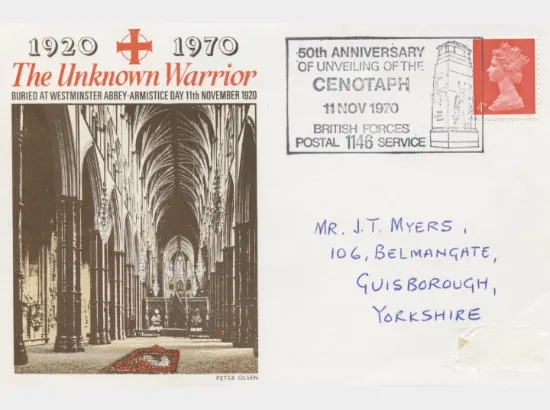 1920 1970
The Unknown Warrior
BURIED AT WESTMINSTER ABBEY-ARMISTICE DAY 11th NOVEMBER 1920
PETER OLSEN
50th ANNIVERSARY
OF UNVEILING OF THE
CENOTAPH
11 NOV 1970
BRITISH FORCES
POSTAL 1146 SERVICE
4D
MR. J.T. MYERS,
106, BELMANGATE,
GUISBOROUGH,
YORKSHIRE